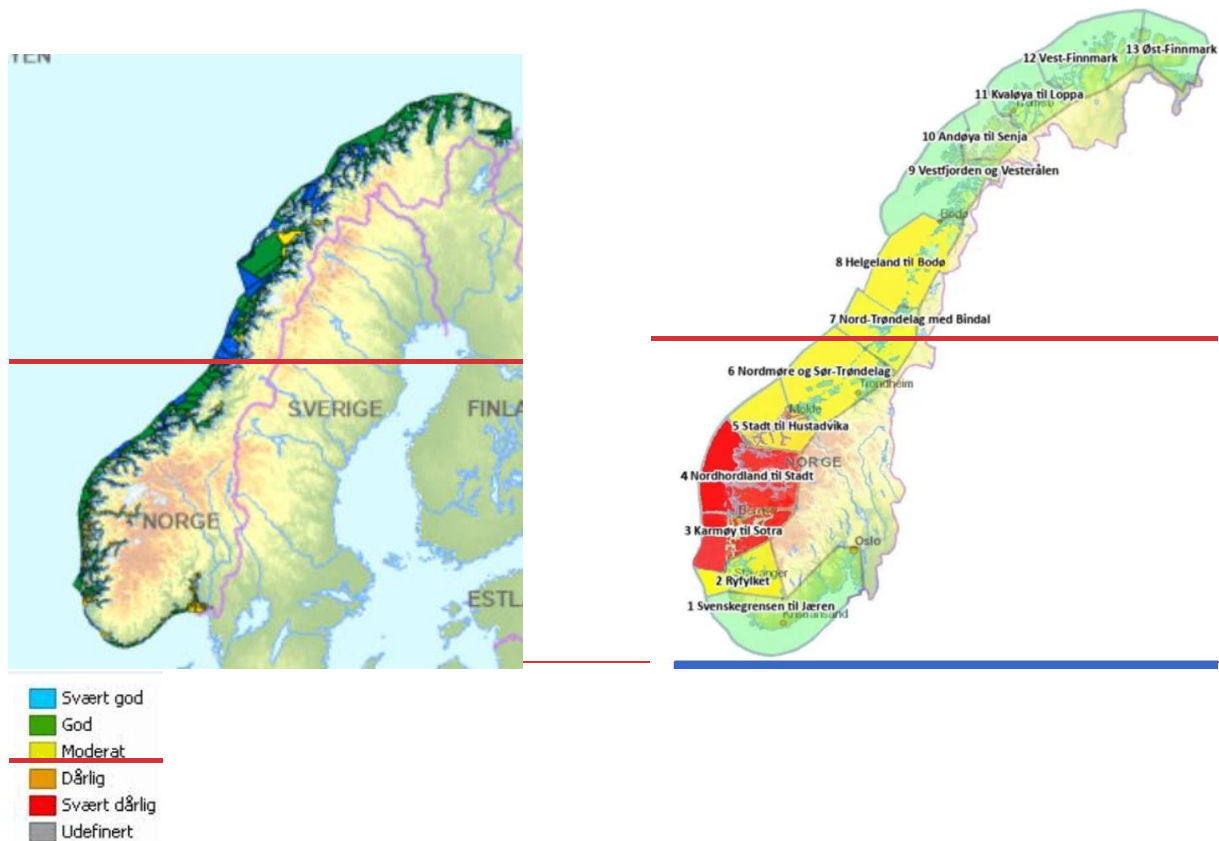 YEN
SVERIGE
FINLA
NORGE
ESTL
Svært god
God
Moderat
Dårlig
Svært dårlig
Udefinert
13 Øst-Finnmark
12 Vest-Finnmark
11 Kvaløya til Loppa
10 Andøya til Senja
9 Vestfjorden og Vesterålen
Bodø
8 Helgeland til Bodø
7 Nord-Trøndelag med Bindal
6 Nordmøre og Sør-Trøndelag
Trondheim
Molde
5 Stadt til Hustadvika
NORGE
4 Nordhordland til Stadt
3 Karmøy til Sotra
Oslo
2 Ryfylket
1 Svenskegrensen til Jæren
Kristiansand